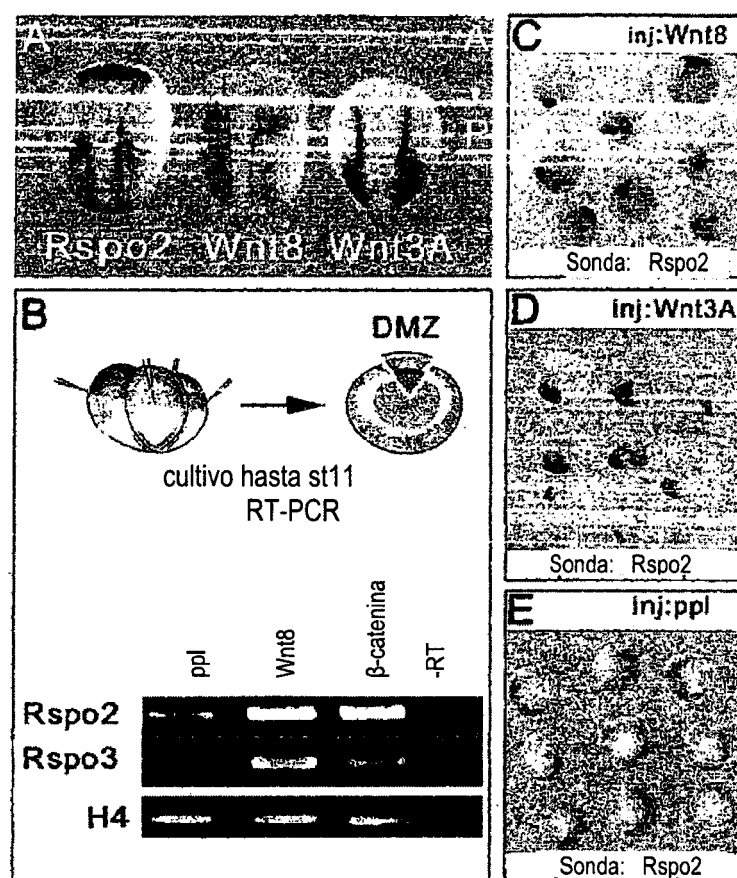 A
A
P
Rspo2 Wnt8 Wnt3A
B
DMZ
cultivo hasta st11
RT-PCR
ppl
Wnt8
β-catenina
-RT
Rspo2
Rspo3
H4
C
inj:Wnt8
Sonda: Rspo2
D
inj:Wnt3A
Sonda: Rspo2
E
inj:ppl
Sonda: Rspo2